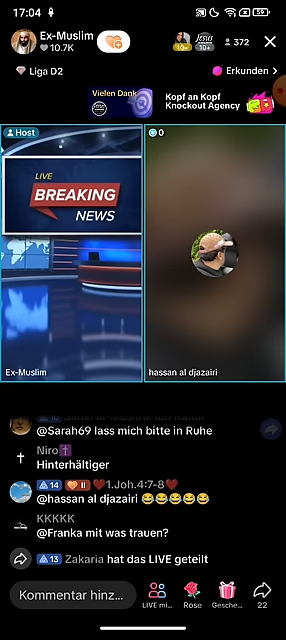 17:04
59
Ex-Muslim
10.7K
10+
Jesus
10+
372
Liga D2
Erkunden >
Vielen Dank
Kopf an Kopf
Knockout Agency
Host
0
LIVE
BREAKING
NEWS
Ex-Muslim
hassan al djazairi
@Sarah69 lass mich bitte in Ruhe
Niro✝️
Hinterhältiger
14 II ❤️1.Joh.4:7-8❤️
@hassan al djazairi 😂😂😂😂😂
KKKKK
@Franka mit was trauen?
13 Zakaria hat das LIVE geteilt
Kommentar hinz...
LIVE mi...
Rose
Gesche...
22